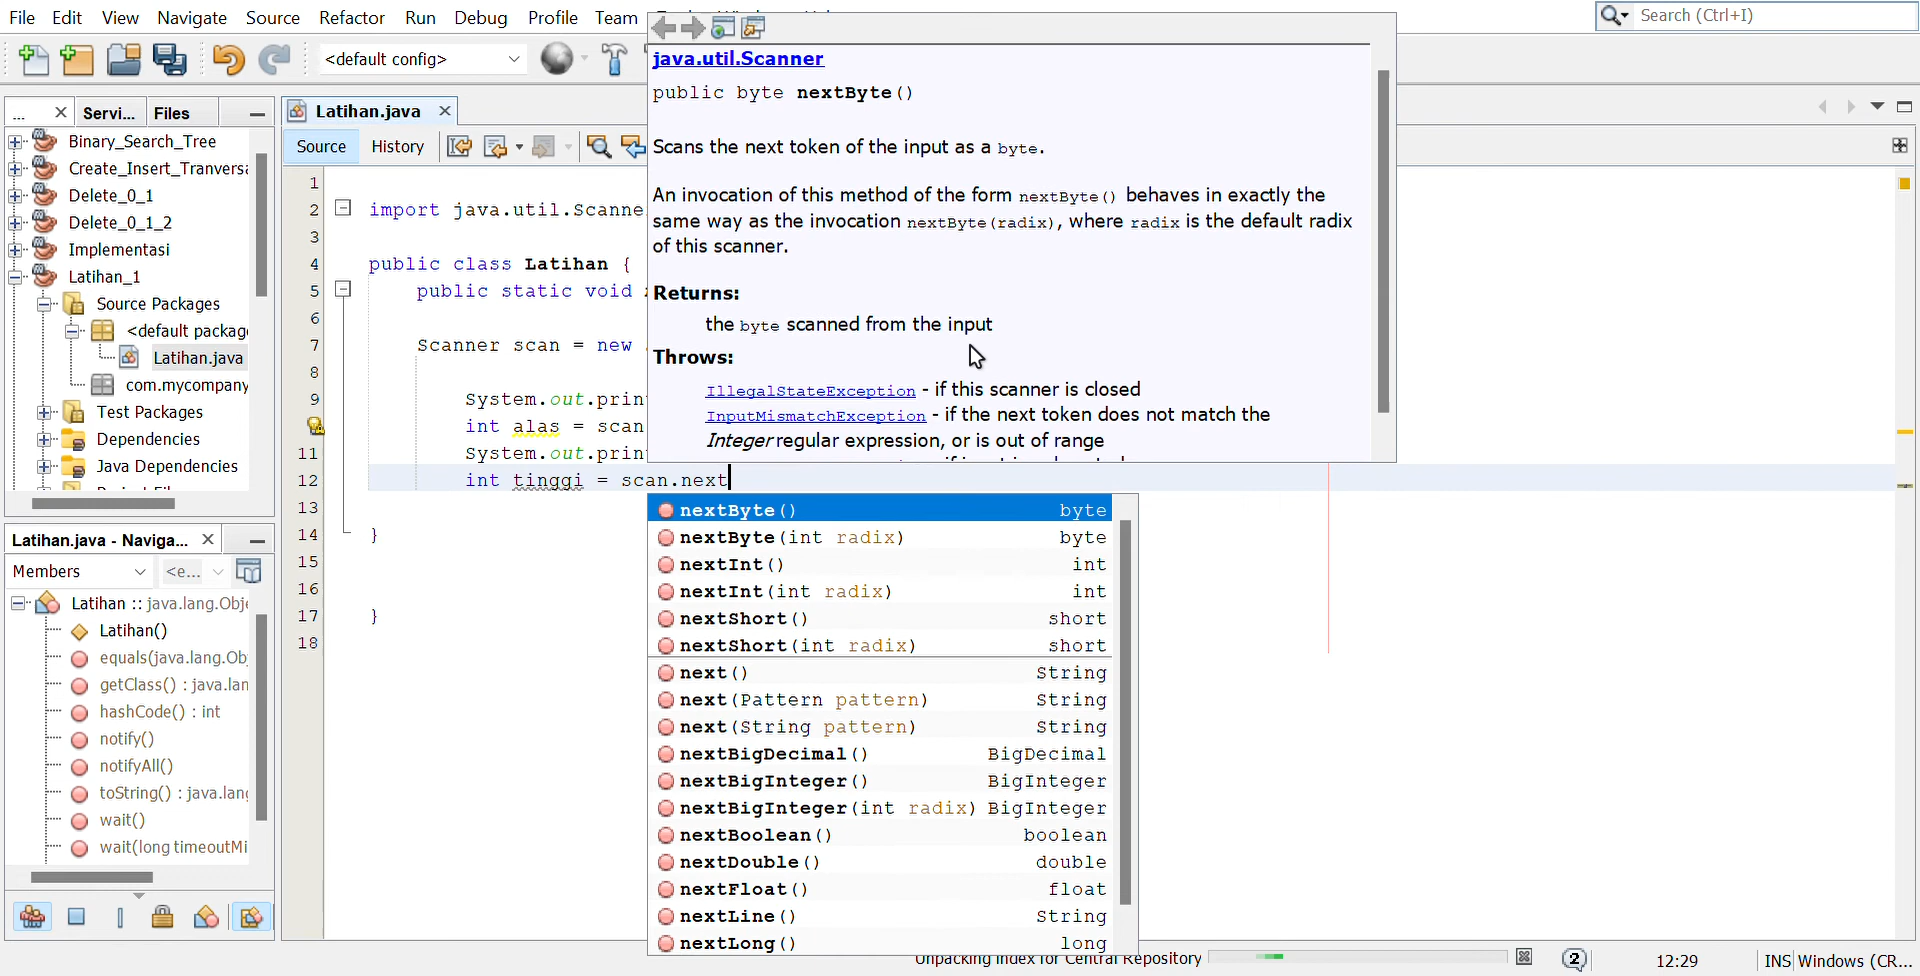 File Edit View Navigate Source Refactor Run Debug Profile Team
Search (Ctrl+I)
<default config>
... Servi... Files
Latihan.java
Source History
Binary_Search_Tree
Create_Insert_Tranversa
Delete_0_1
Delete_0_1_2
Implementasi
Latihan_1
Source Packages
<default package
Latihan.java
com.mycompany
Test Packages
Dependencies
Java Dependencies
Latihan.java - Naviga...
Members <e...
Latihan :: java.lang.Obje
Latihan()
equals(java.lang.Ob
getClass() : java.lan
hashCode() : int
notify()
notifyAll()
toString() : java.lang
wait()
wait(long timeoutMi
1
2 import java.util.Scanne
3
4 public class Latihan {
5 public static void
6
7 Scanner scan = new
8
9 System.out.prin
int alas = scan
11 System.out.prin
12 int tinggi = scan.next
13
14 }
15
16
17 }
18
java.util.Scanner
public byte nextByte()
Scans the next token of the input as a byte.
An invocation of this method of the form nextByte() behaves in exactly the
same way as the invocation nextByte(radix), where radix is the default radix
of this scanner.
Returns:
the byte scanned from the input
Throws:
IllegalStateException - if this scanner is closed
InputMismatchException - if the next token does not match the
Integer regular expression, or is out of range
nextByte() byte
nextByte(int radix) byte
nextInt() int
nextInt(int radix) int
nextShort() short
nextShort(int radix) short
next() String
next(Pattern pattern) String
next(String pattern) String
nextBigDecimal() BigDecimal
nextBigInteger() BigInteger
nextBigInteger(int radix) BigInteger
nextBoolean() boolean
nextDouble() double
nextFloat() float
nextLine() String
nextLong() long
Unpacking index for Central Repository
2
12:29
INS
Windows (CR...